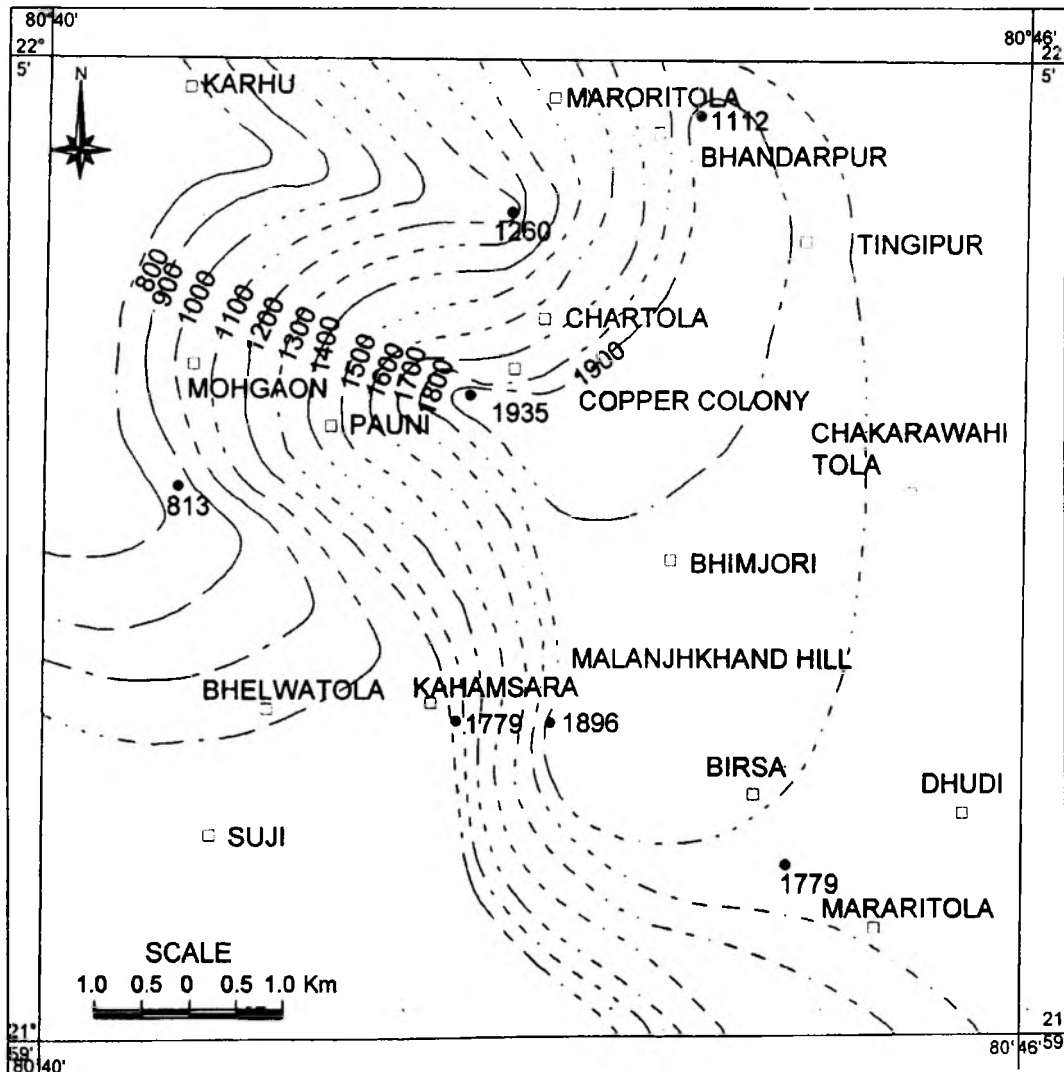 80°40'
80°46'
22°
5'
22
5'
N
KARHU
MARORITOLA
1112
BHANDARPUR
1260
TINGIPUR
800
900
1000
1100
1200
1300
1400
1500
1600
1700
1800
1900
CHARTOLA
MOHGAON
PAUNI
1935
COPPER COLONY
CHAKARAWAHI
TOLA
813
BHIMJORI
MALANJHKHAND HILL
BHELWATOLA
KAHAMSARA
1779
1896
BIRSA
DHUDI
SUJI
1779
MARARITOLA
SCALE
1.0 0.5 0 0.5 1.0 Km
21°
59'
80°40'
80°46'
21
59